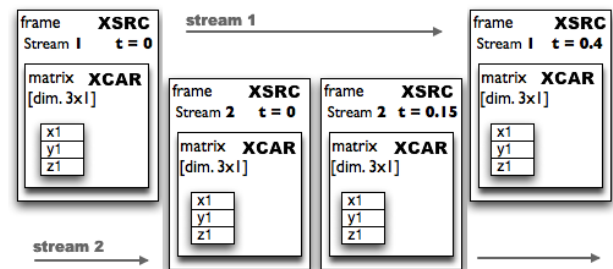 stream 1
frame XSRC
Stream 1 t = 0
matrix XCAR
[dim. 3x1]
x1
y1
z1
frame XSRC
Stream 2 t = 0
matrix XCAR
[dim. 3x1]
x1
y1
z1
frame XSRC
Stream 2 t = 0.15
matrix XCAR
[dim. 3x1]
x1
y1
z1
frame XSRC
Stream 1 t = 0.4
matrix XCAR
[dim. 3x1]
x1
y1
z1
stream 2